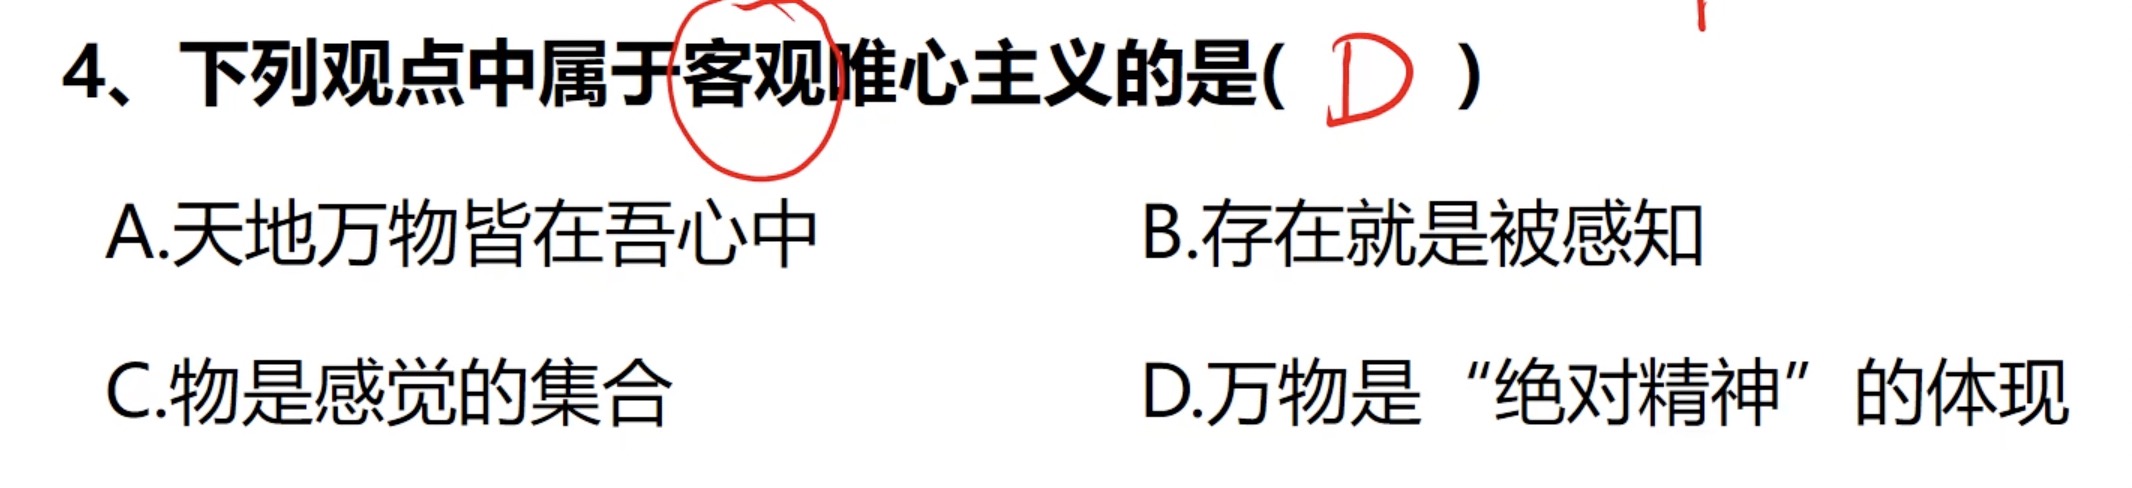 4、下列观点中属于客观唯心主义的是( D )
A.天地万物皆在吾心中 B.存在就是被感知
C.物是感觉的集合 D.万物是“绝对精神”的体现